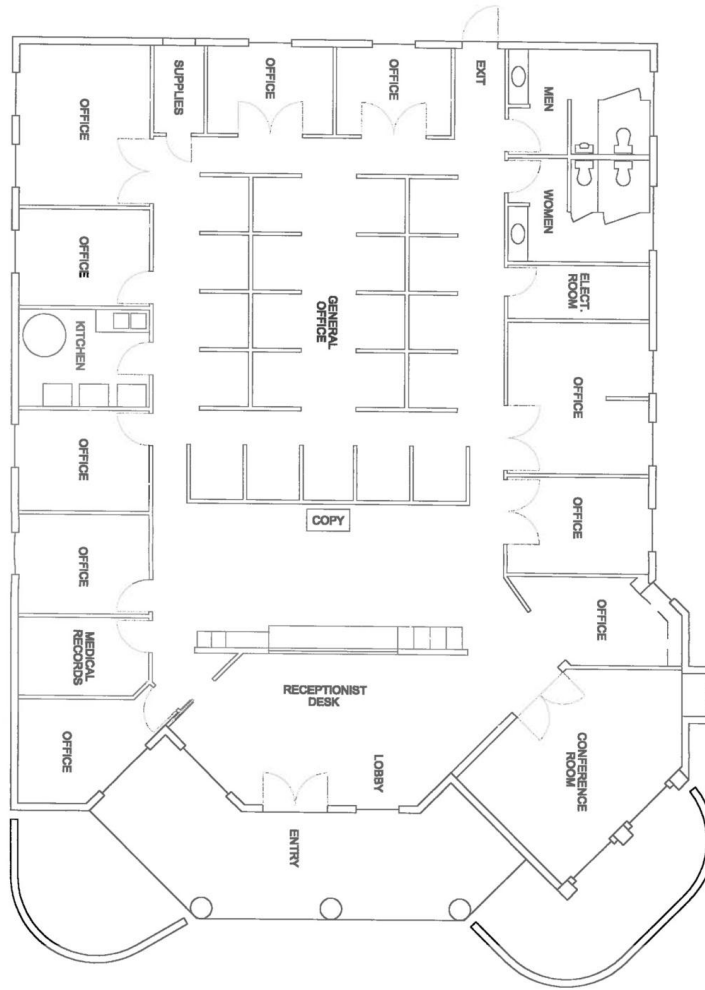 OFFICE
SUPPLIES
OFFICE
OFFICE
EXIT
MEN
WOMEN
OFFICE
ELECT.
ROOM
GENERAL
OFFICE
KITCHEN
OFFICE
OFFICE
OFFICE
COPY
OFFICE
OFFICE
MEDICAL
RECORDS
RECEPTIONIST
DESK
OFFICE
LOBBY
CONFERENCE
ROOM
ENTRY